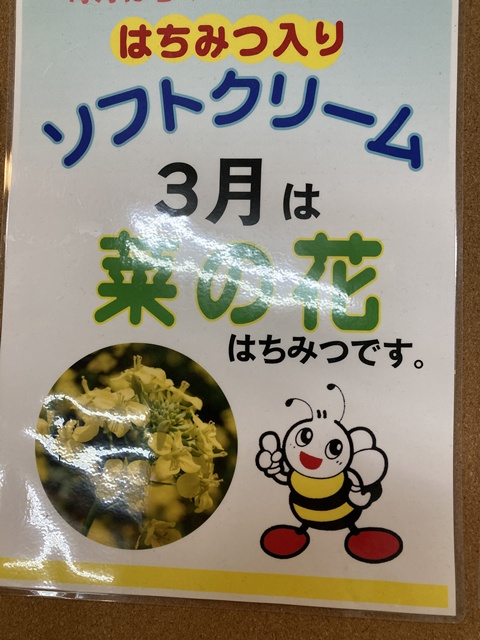 はちみつ入り
ソフトクリーム
3月は
菜の花
はちみつです。